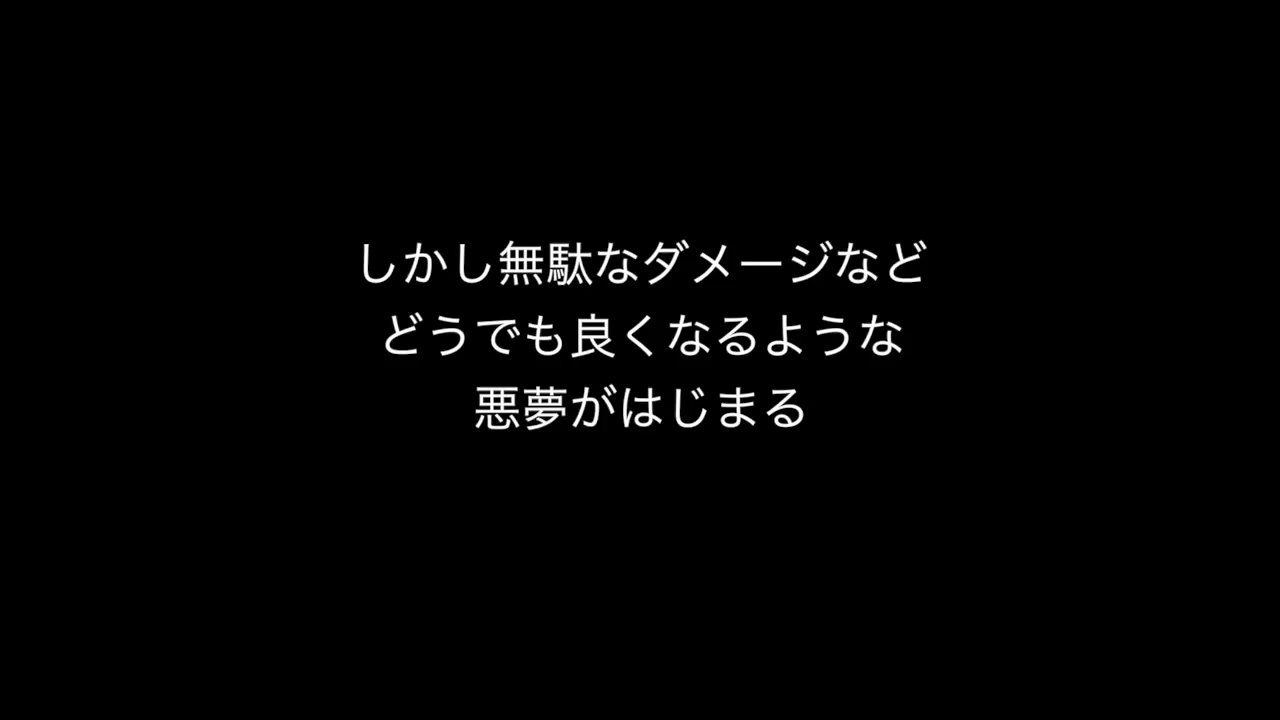 しかし無駄なダメージなど
どうでも良くなるような
悪夢がはじまる